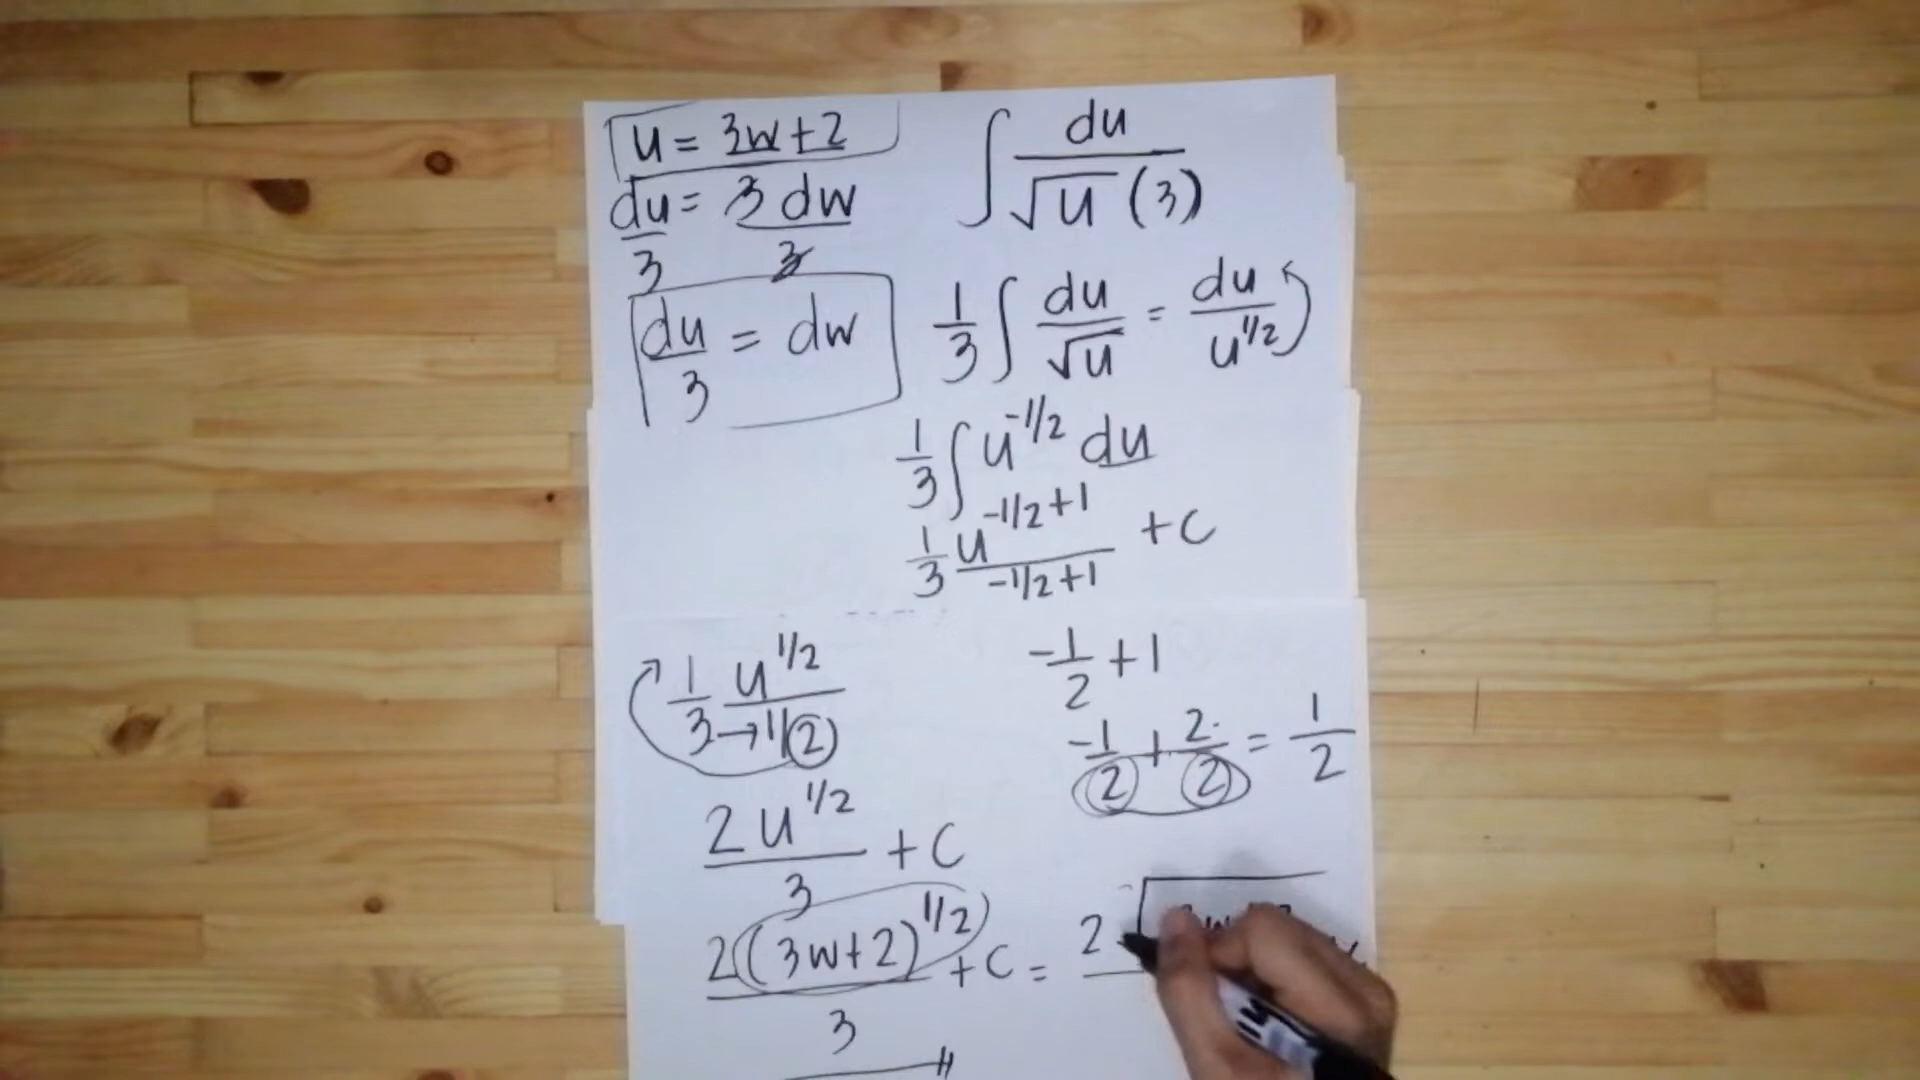 u = 3w+2
du/3 = 3 dw/3
du/3 = dw
∫ du/√u (3)
1/3 ∫ du/√u = du/u^1/2
1/3 ∫ u^-1/2 du
1/3 u^-1/2+1/-1/2+1 +C
1/3 u^1/2/1/2
-1/2 + 1
-1/2 + 2/2 = 1/2
2u^1/2/3 + C
2(3w+2)^1/2/3 + C = 2